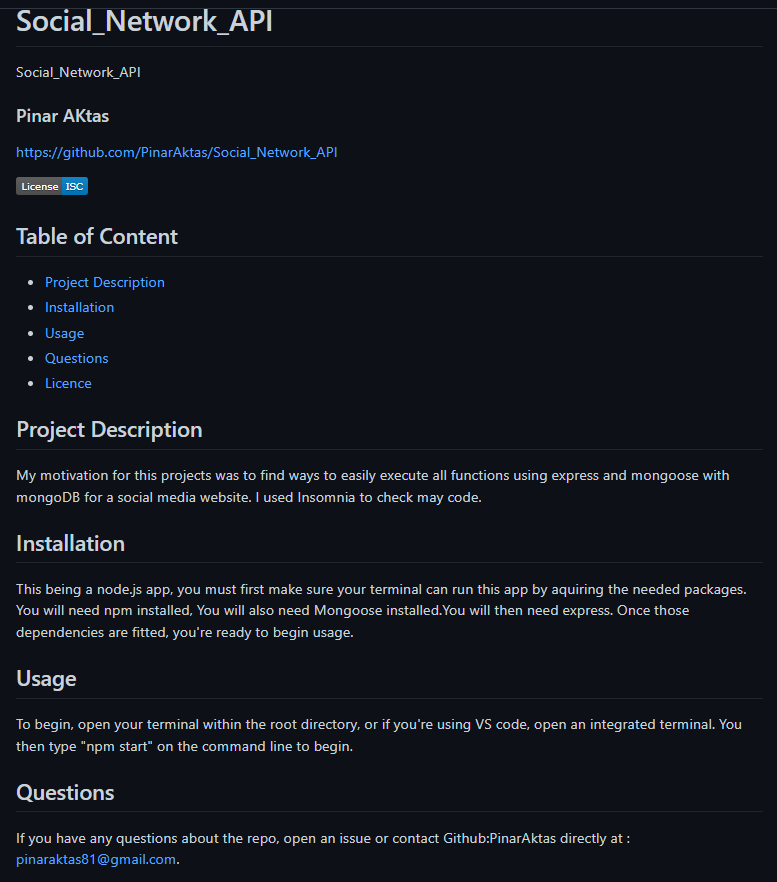 Social_Network_API
Social_Network_API
Pinar AKtas
https://github.com/PinarAktas/Social_Network_API
License ISC
Table of Content
Project Description
Installation
Usage
Questions
Licence
Project Description
My motivation for this projects was to find ways to easily execute all functions using express and mongoose with
mongoDB for a social media website. I used Insomnia to check may code.
Installation
This being a node.js app, you must first make sure your terminal can run this app by aquiring the needed packages.
You will need npm installed, You will also need Mongoose installed.You will then need express. Once those
dependencies are fitted, you're ready to begin usage.
Usage
To begin, open your terminal within the root directory, or if you're using VS code, open an integrated terminal. You
then type "npm start" on the command line to begin.
Questions
If you have any questions about the repo, open an issue or contact Github:PinarAktas directly at :
pinaraktas81@gmail.com.